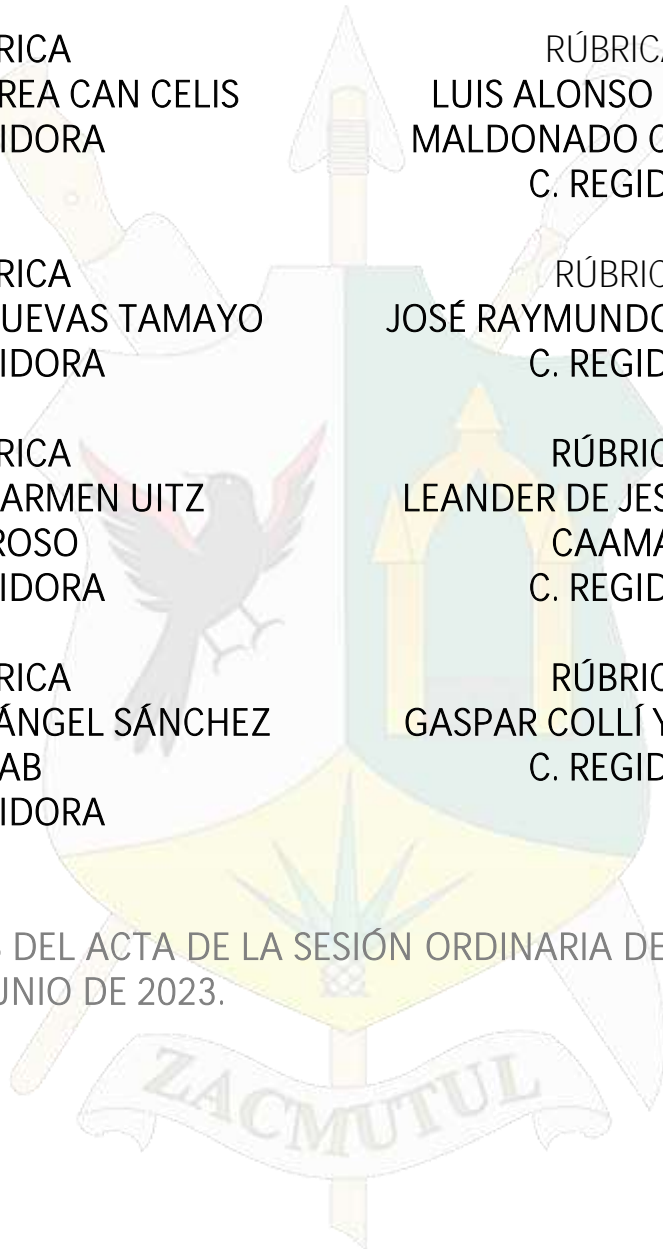 RICA
REA CAN CELIS
IDORA
RÚBRICA
LUIS ALONSO
MALDONADO C
C. REGID
RICA
UEVAS TAMAYO
IDORA
RÚBRIC
JOSÉ RAYMUNDO
C. REGID
RICA
ARMEN UITZ
ROSO
IDORA
RÚBRIC
LEANDER DE JES
CAAMA
C. REGID
RICA
ÁNGEL SÁNCHEZ
AB
IDORA
RÚBRIC
GASPAR COLLÍ Y
C. REGID
DEL ACTA DE LA SESIÓN ORDINARIA DE
UNIO DE 2023.
ZACMUTUL